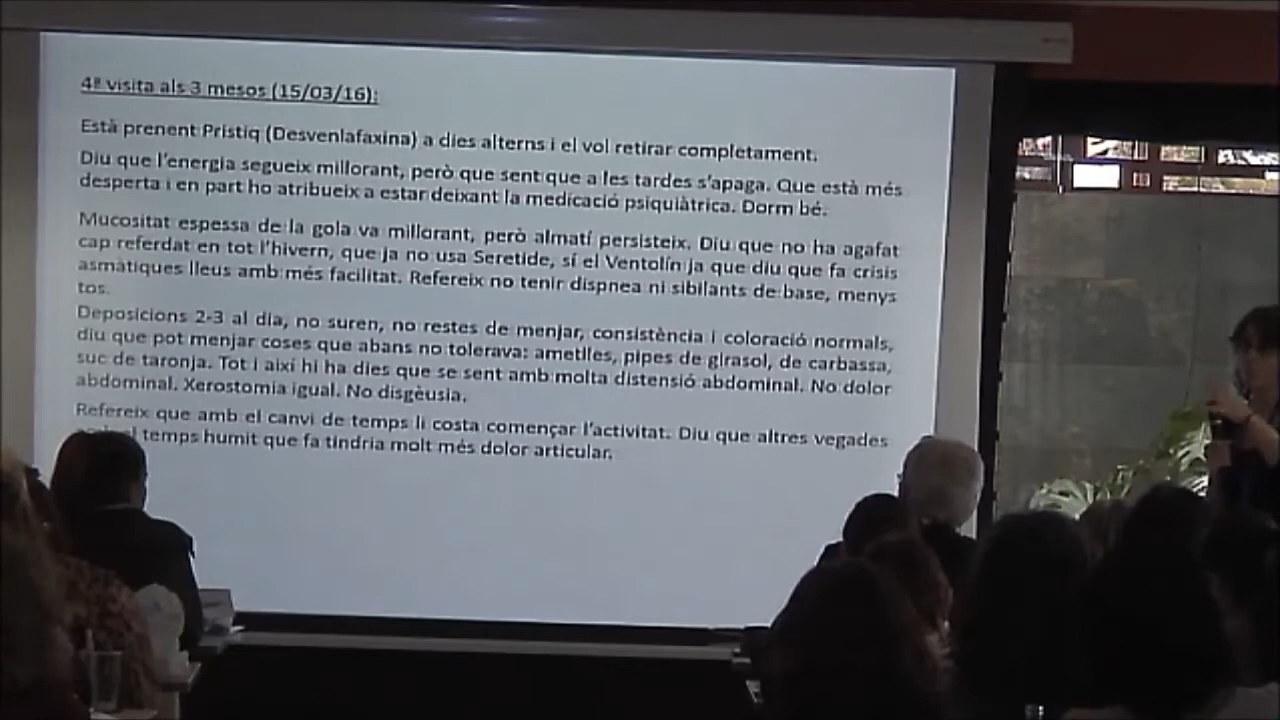 4ª visita als 3 mesos (15/03/16):
Està prenent Pristiq (Desvenlafaxina) a dies alterns i el vol retirar completament.
Diu que l'energia segueix millorant, però que sent que a les tardes s'apaga. Que està més
desperta i en part ho atribueix a estar deixant la medicació psiquiàtrica. Dorm bé.
Mucositat espessa de la gola va millorant, però almatí persisteix. Diu que no ha agafat
cap referdat en tot l'hivern, que ja no usa Seretide, sí el Ventolín ja que diu que fa crisis
asmàtiques lleus amb més facilitat. Refereix no tenir dispnea ni sibilants de base, menys
tos.
Deposicions 2-3 al dia, no suren, no restes de menjar, consistència i coloració normals,
diu que pot menjar coses que abans no tolerava: ametlles, pipes de girasol, de carbassa,
suc de taronja. Tot i així hi ha dies que se sent amb molta distensió abdominal. No dolor
abdominal. Xerostomia igual. No disgèusia.
Refereix que amb el canvi de temps li costa començar l'activitat. Diu que altres vegades
temps humit que fa tindria molt més dolor articular.